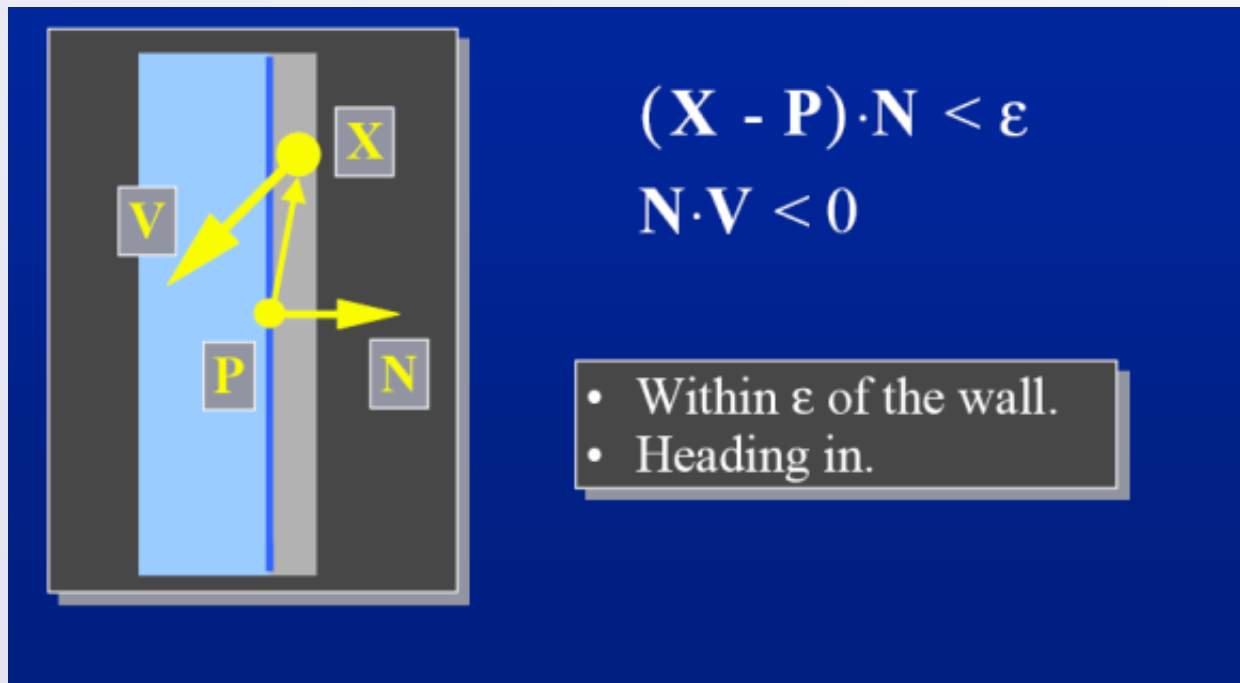 X
V
P
N
(X - P)·N < ε
N·V < 0
• Within ε of the wall.
• Heading in.